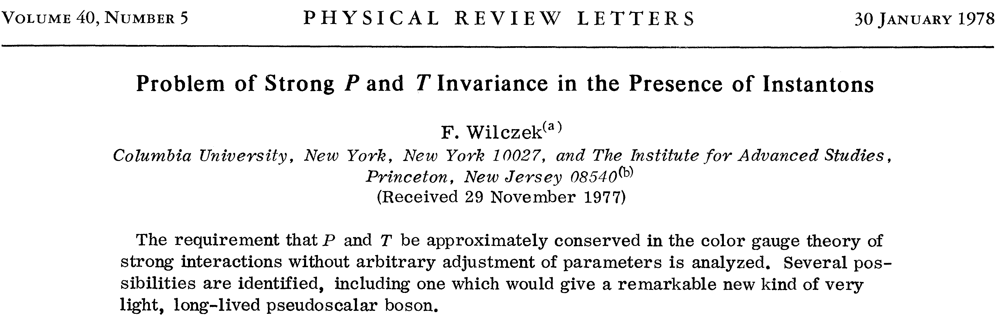 VOLUME 40, NUMBER 5 PHYSICAL REVIEW LETTERS 30 JANUARY 1978
Problem of Strong P and T Invariance in the Presence of Instantons
F. Wilczek(a)
Columbia University, New York, New York 10027, and The Institute for Advanced Studies,
Princeton, New Jersey 08540(b)
(Received 29 November 1977)
The requirement that P and T be approximately conserved in the color gauge theory of
strong interactions without arbitrary adjustment of parameters is analyzed. Several pos-
sibilities are identified, including one which would give a remarkable new kind of very
light, long-lived pseudoscalar boson.